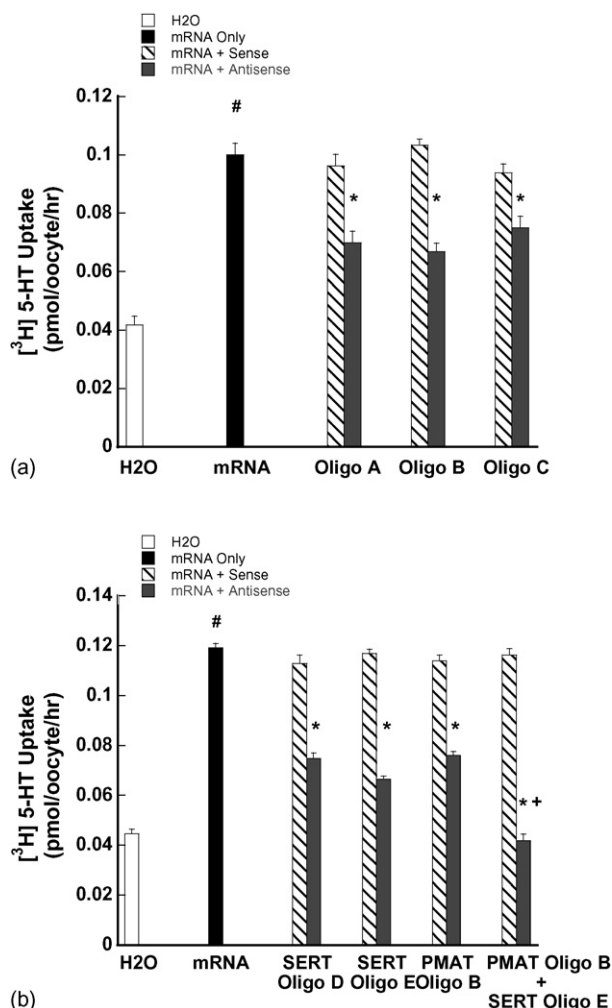 H2O
mRNA Only
mRNA + Sense
mRNA + Antisense
0.12
0.1
0.08
0.06
0.04
0.02
0
[³H] 5-HT Uptake
(pmol/oocyte/hr)
#
*
*
*
H2O
mRNA
Oligo A
Oligo B
Oligo C
(a)
H2O
mRNA Only
mRNA + Sense
mRNA + Antisense
0.14
0.12
0.1
0.08
0.06
0.04
0.02
0
[³H] 5-HT Uptake
(pmol/oocyte/hr)
#
*
*
*
* +
H2O
mRNA
SERT
Oligo D
SERT
Oligo E
PMAT
Oligo B
PMAT Oligo B
+
SERT Oligo E
(b)